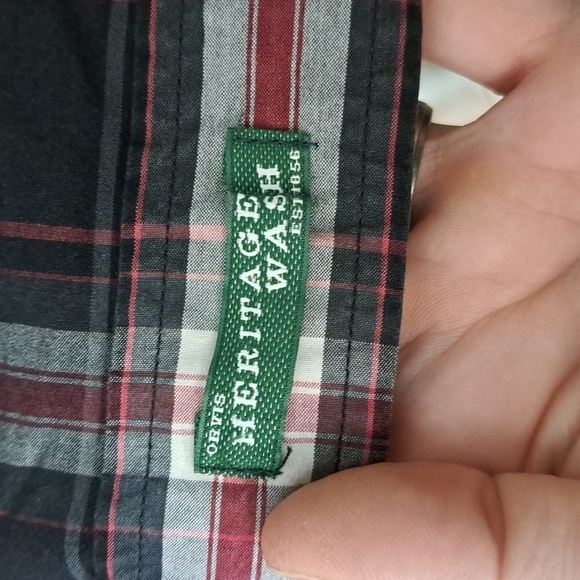 ORVIS
HERITAGE
WASH
EST 1856